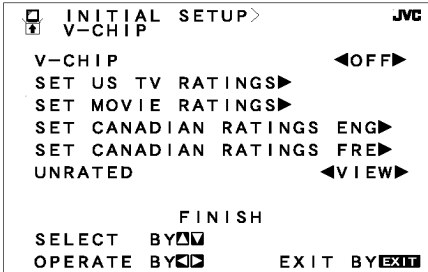 INITIAL SETUP> JVC
V-CHIP
V-CHIP ◀OFF▶
SET US TV RATINGS▶
SET MOVIE RATINGS▶
SET CANADIAN RATINGS ENG▶
SET CANADIAN RATINGS FRE▶
UNRATED ◀VIEW▶
FINISH
SELECT BY▲▼
OPERATE BY◀▶ EXIT BY EXIT